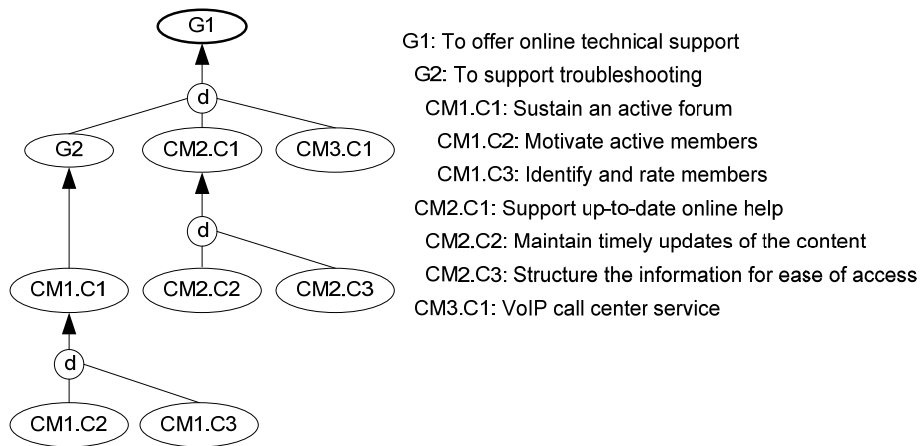 G1
d
G2
CM2.C1
CM3.C1
d
CM1.C1
CM2.C2
CM2.C3
d
CM1.C2
CM1.C3
G1: To offer online technical support
G2: To support troubleshooting
CM1.C1: Sustain an active forum
CM1.C2: Motivate active members
CM1.C3: Identify and rate members
CM2.C1: Support up-to-date online help
CM2.C2: Maintain timely updates of the content
CM2.C3: Structure the information for ease of access
CM3.C1: VoIP call center service